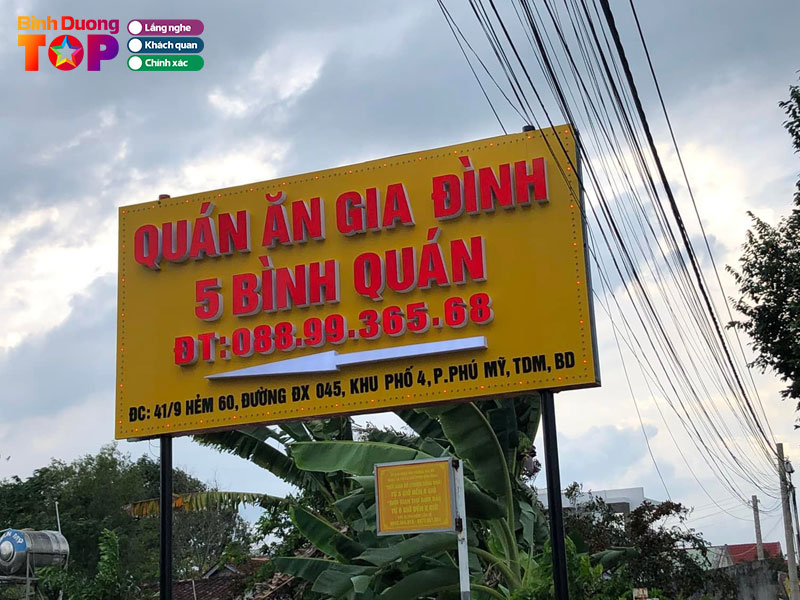 Bình Duong
TOP
Lắng nghe
Khách quan
Chính xác
QUÁN ĂN GIA ĐÌNH
5 BÌNH QUÁN
ĐT:088.99.365.68
ĐC: 41/9 HẺM 60, ĐƯỜNG ĐX 045, KHU PHỐ 4, P.PHÚ MỸ, TDM, BD